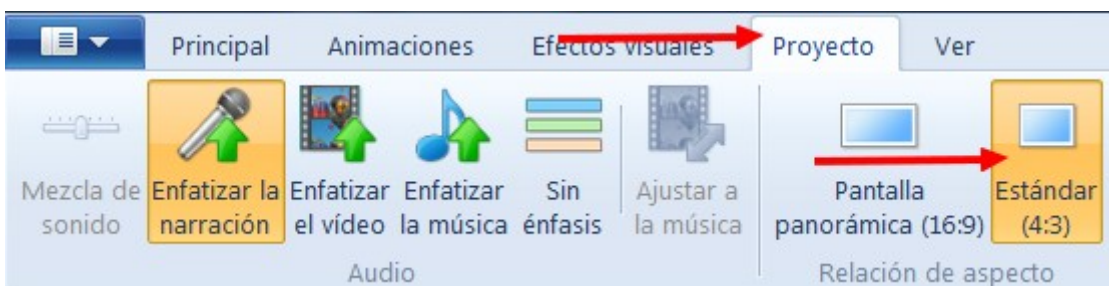 Principal Animaciones Efectos visuales Proyecto Ver
Mezcla de sonido
Enfatizar la narración
Enfatizar el vídeo
Enfatizar la música
Sin énfasis
Ajustar a la música
Pantalla panorámica (16:9)
Estándar (4:3)
Audio
Relación de aspecto